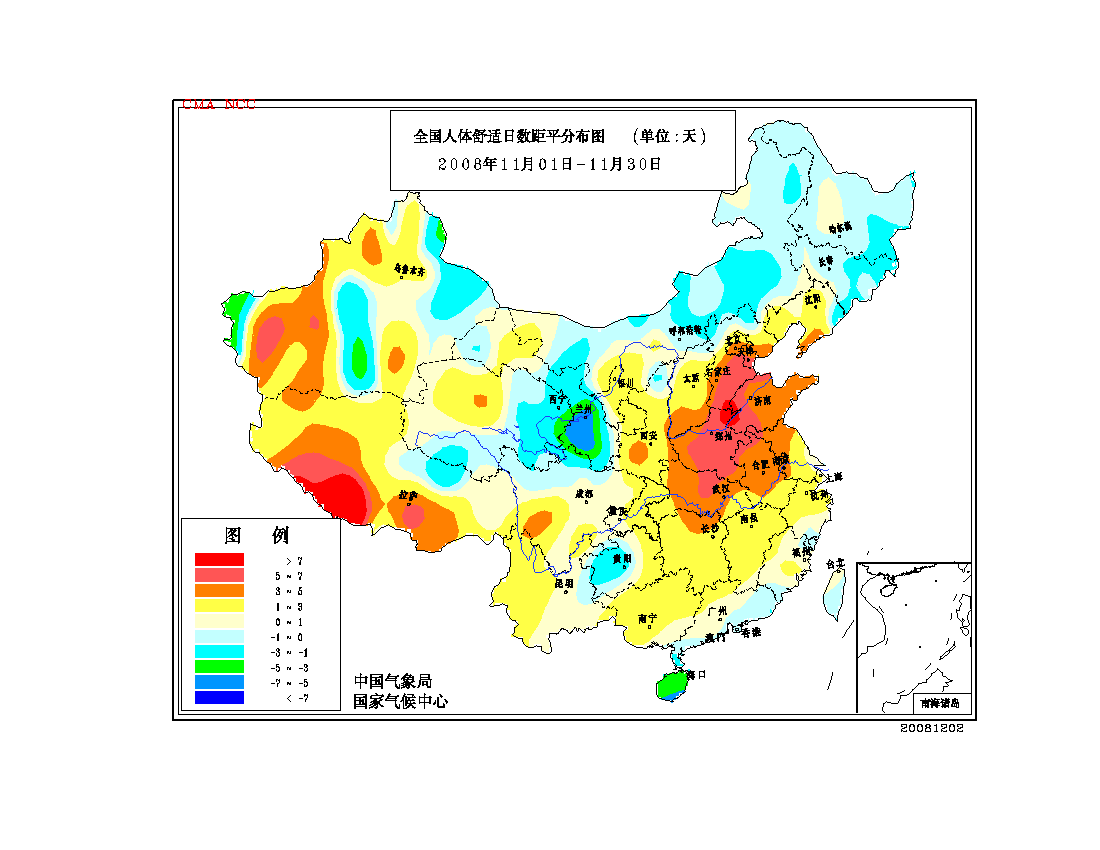 CMA NCC
全国人体舒适日数距平分布图 (单位:天)
2008年11月01日-11月30日
哈尔滨
长春
乌鲁木齐
沈阳
呼和浩特
北京
天津
石家庄
太原
银川
济南
西宁
兰州
郑州
西安
合肥
南京
上海
拉萨
成都
武汉
杭州
重庆
长沙
南昌
贵阳
福州
台北
昆明
广州
南宁
澳门
香港
海口
图 例
> 7
5 ~ 7
3 ~ 5
1 ~ 3
0 ~ 1
-1 ~ 0
-3 ~ -1
-5 ~ -3
-7 ~ -5
< -7
中国气象局
国家气候中心
南海诸岛
20081202